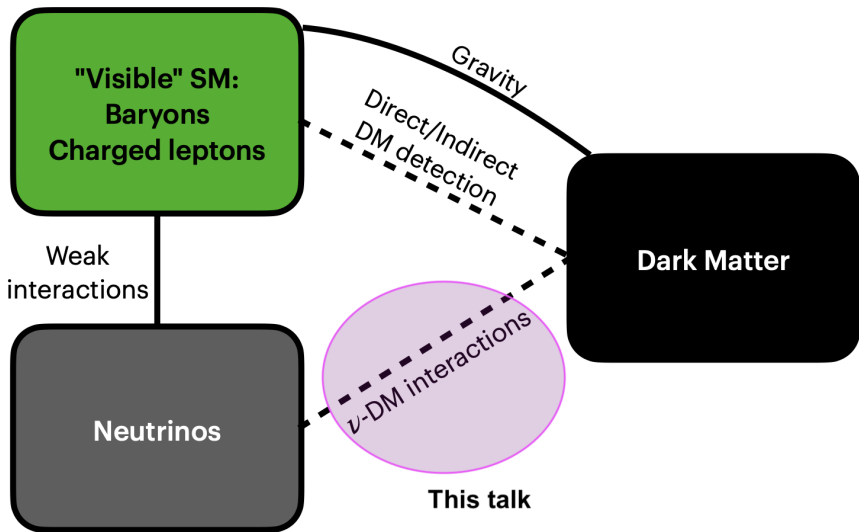 "Visible" SM:
Baryons
Charged leptons
Gravity
Direct/Indirect
DM detection
Weak
interactions
Dark Matter
ν-DM interactions
Neutrinos
This talk